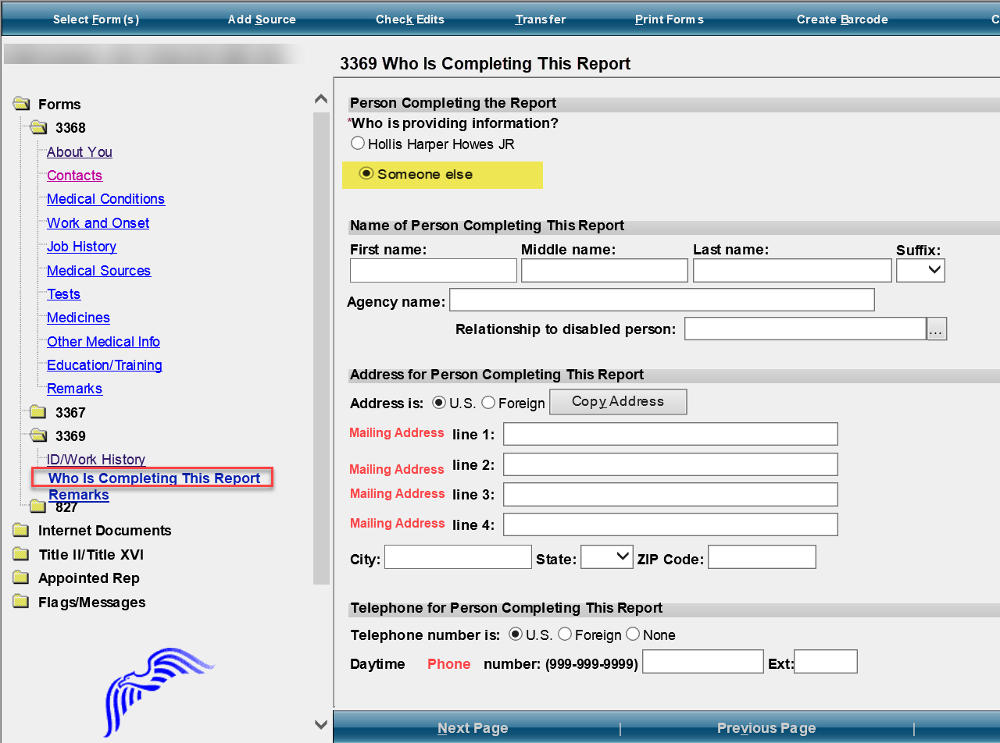 Select Form(s) Add Source Check Edits Transfer Print Forms Create Barcode C
3369 Who Is Completing This Report
Forms
3368
About You
Contacts
Medical Conditions
Work and Onset
Job History
Medical Sources
Tests
Medicines
Other Medical Info
Education/Training
Remarks
3367
3369
ID/Work History
Who Is Completing This Report
Remarks
827
Internet Documents
Title II/Title XVI
Appointed Rep
Flags/Messages
Person Completing the Report
*Who is providing information?
Hollis Harper Howes JR
Someone else
Name of Person Completing This Report
First name: Middle name: Last name: Suffix:
Agency name:
Relationship to disabled person: ...
Address for Person Completing This Report
Address is: U.S. Foreign Copy Address
Mailing Address line 1:
Mailing Address line 2:
Mailing Address line 3:
Mailing Address line 4:
City: State: ZIP Code:
Telephone for Person Completing This Report
Telephone number is: U.S. Foreign None
Daytime Phone number: (999-999-9999) Ext:
Next Page | Previous Page |